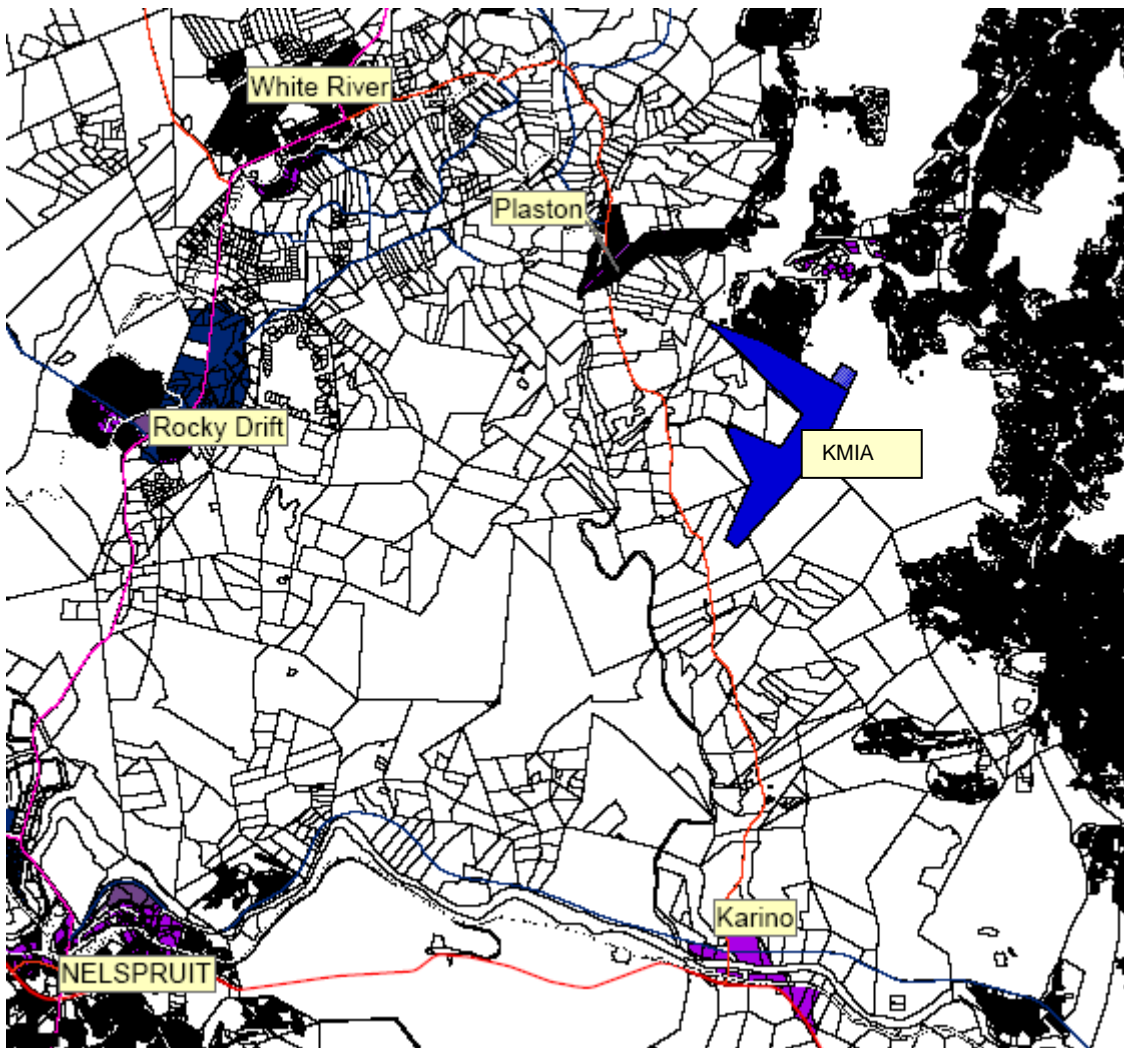 White River
Plaston
Rocky Drift
KMIA
Karino
NELSPRUIT